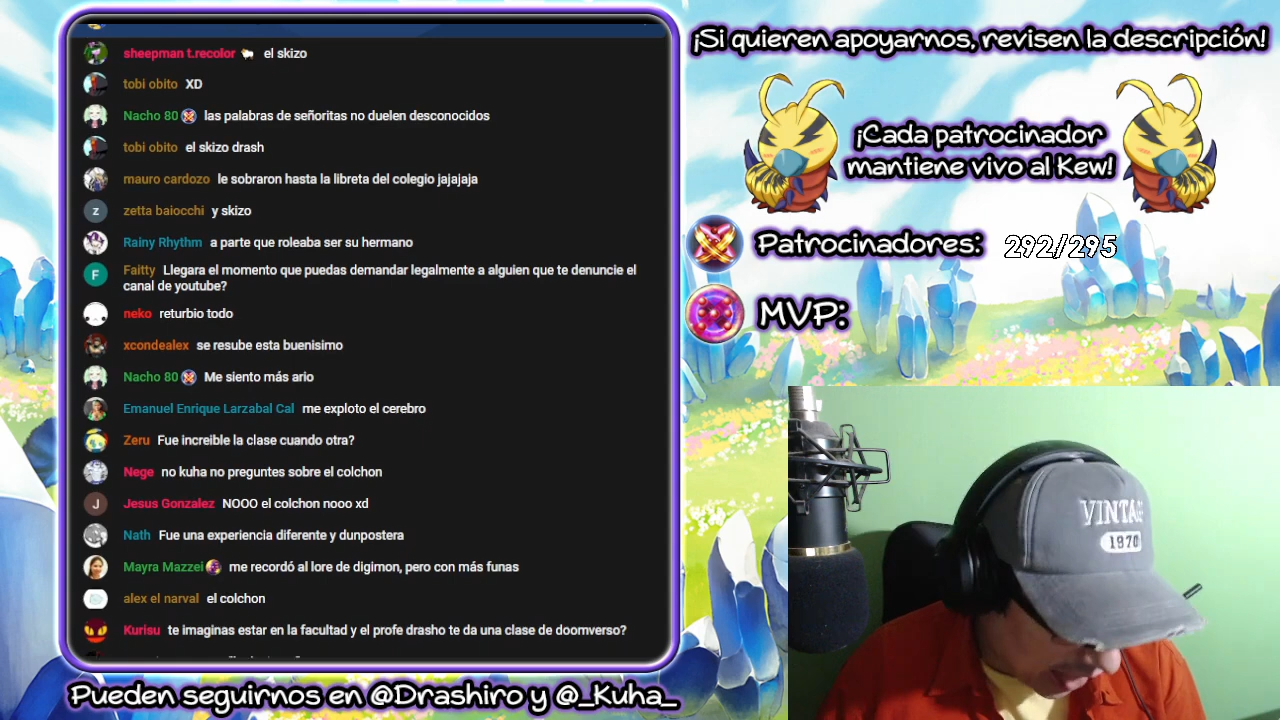 sheepman t.recolor el skizo
tobi obito XD
Nacho 80 las palabras de señoritas no duelen desconocidos
tobi obito el skizo drash
mauro cardozo le sobraron hasta la libreta del colegio jajajaja
z
zetta baiocchi y skizo
Rainy Rhythm a parte que roleaba ser su hermano
F
Faitty Llegara el momento que puedas demandar legalmente a alguien que te denuncie el
canal de youtube?
neko returbio todo
xcondealex se resube esta buenisimo
Nacho 80 Me siento más ario
Emanuel Enrique Larzabal Cal me exploto el cerebro
Zeru Fue increible la clase cuando otra?
Nege no kuha no preguntes sobre el colchon
J
Jesus Gonzalez NOOO el colchon nooo xd
Nath Fue una experiencia diferente y dunpostera
Mayra Mazzei me recordó al lore de digimon, pero con más funas
alex el narval el colchon
Kurisu te imaginas estar en la facultad y el profe drasho te da una clase de doomverso?
Pueden seguirnos en @Drashiro y @_Kuha_
¡Si quieren apoyarnos, revisen la descripción!
¡Cada patrocinador
mantiene vivo al Kew!
Patrocinadores: 292/295
MVP:
VINTAGE
1970